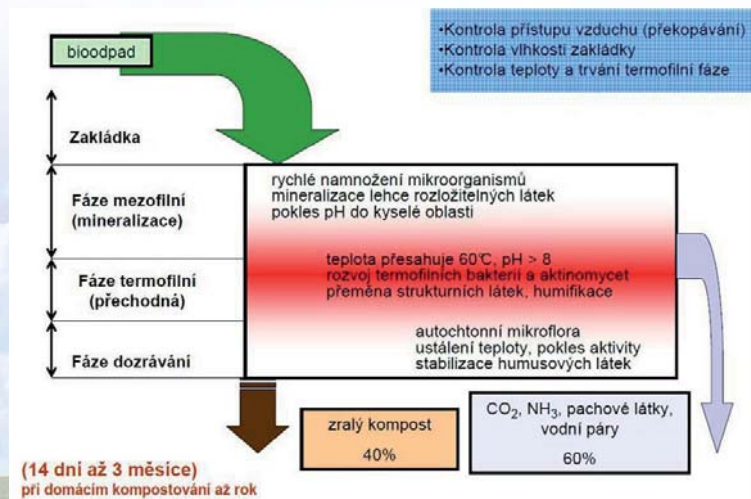 bioodpad
•Kontrola přístupu vzduchu (překopávání)
•Kontrola vlhkosti zakládky
•Kontrola teploty a trvání termofilní fáze
Zakládka
Fáze mezofilní
(mineralizace)
rychlé namnožení mikroorganismů
mineralizace lehce rozložitelných látek
pokles pH do kyselé oblasti
Fáze termofilní
(přechodná)
teplota přesahuje 60℃, pH > 8
rozvoj termofilních bakterií a aktinomycet
přeměna strukturních látek, humifikace
Fáze dozrávání
autochtonní mikroflora
ustálení teploty, pokles aktivity
stabilizace humusových látek
zralý kompost
40%
CO₂, NH₃, pachové látky,
vodní páry
60%
(14 dní až 3 měsíce)
při domácím kompostování až rok